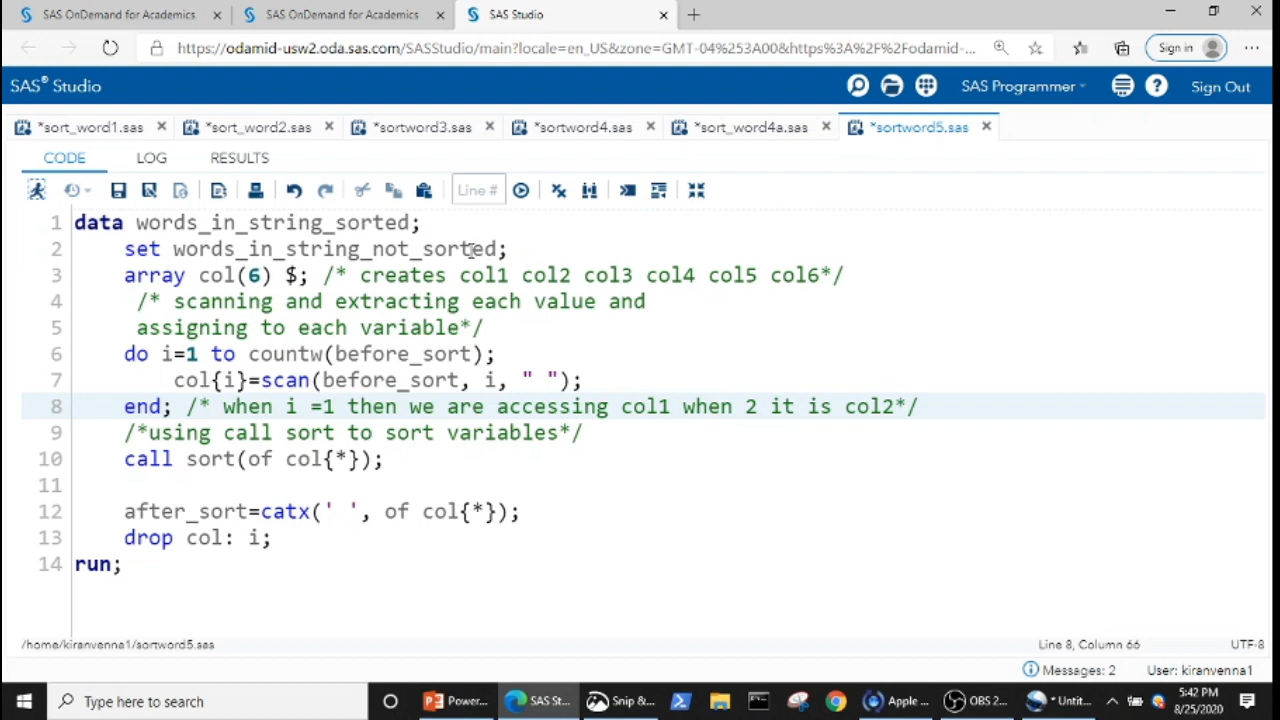 SAS OnDemand for Academics
SAS OnDemand for Academics
SAS Studio
https://odamid-usw2.oda.sas.com/SASStudio/main?locale=en_US&zone=GMT-04%253A00&https%3A%2F%2Fodamid-...
Sign in
SAS® Studio
SAS Programmer
Sign Out
*sort_word1.sas
*sort_word2.sas
*sortword3.sas
*sortword4.sas
*sort_word4a.sas
*sortword5.sas
CODE
LOG
RESULTS
Line #
1 data words_in_string_sorted;
2 set words_in_string_not_sorted;
3 array col(6) $; /* creates col1 col2 col3 col4 col5 col6*/
4 /* scanning and extracting each value and
5 assigning to each variable*/
6 do i=1 to countw(before_sort);
7 col{i}=scan(before_sort, i, " ");
8 end; /* when i =1 then we are accessing col1 when 2 it is col2*/
9 /*using call sort to sort variables*/
10 call sort(of col{*});
11
12 after_sort=catx(' ', of col{*});
13 drop col: i;
14 run;
/home/kiranvenna1/sortword5.sas
Line 8, Column 66
UTF-8
Messages: 2
User: kiranvenna1
Type here to search
Power...
SAS St...
Snip &...
Apple ...
OBS 2...
* Untit...
5:42 PM
8/25/2020